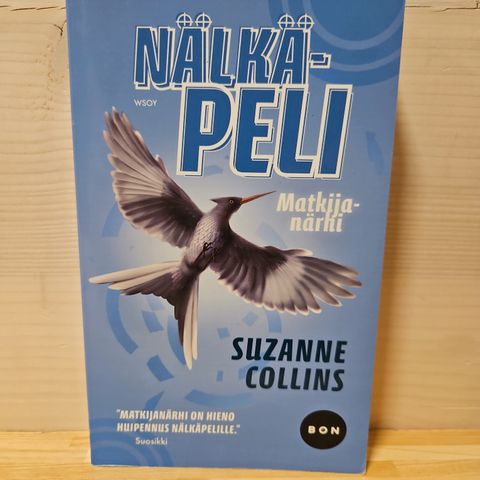 NÄLKÄ-
WSOY
PELI
Matkija-
närhi
SUZANNE
COLLINS
"MATKIJANÄRHI ON HIENO
HUIPENNUS NÄLKÄPELILLE."
Suosikki
BON